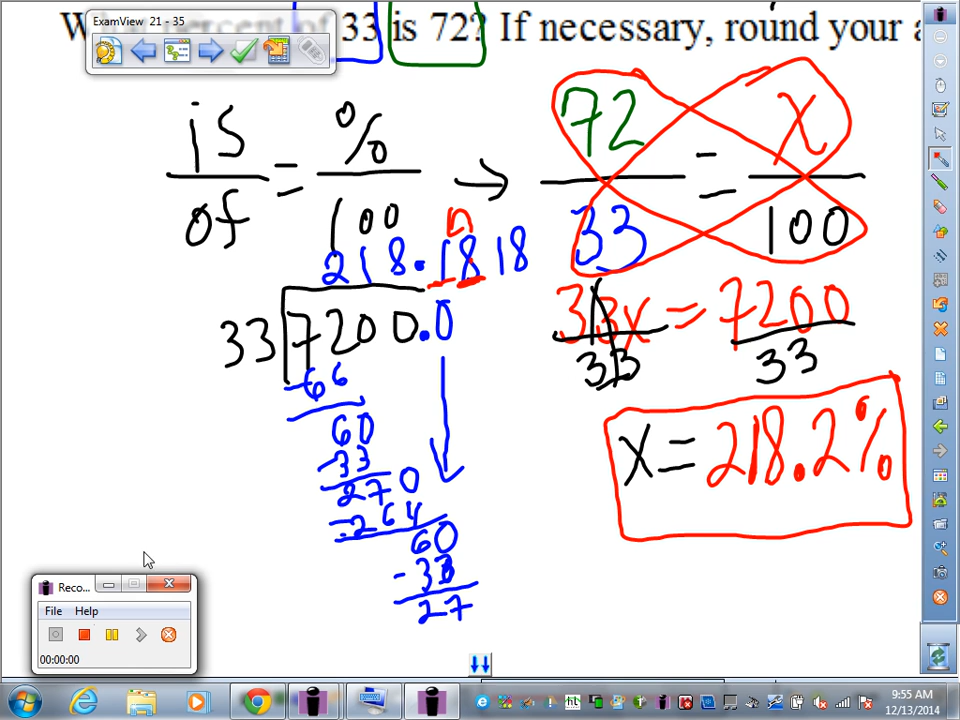 ExamView 21 - 35
What percent of 33 is 72? If necessary, round your a
is / of = % / 100 → 72 / 33 = x / 100
218.1818
33 7200.0
-66
60
-33
270
-264
60
-33
27
33x = 7200
33 33
x = 218.2%
Reco...
File Help
00:00:00
9:55 AM
12/13/2014